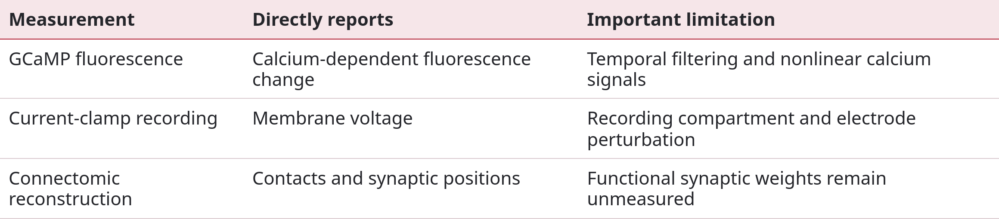 Measurement Directly reports Important limitation
GCaMP fluorescence Calcium-dependent fluorescence Temporal filtering and nonlinear calcium
change signals
Current-clamp recording Membrane voltage Recording compartment and electrode
perturbation
Connectomic Contacts and synaptic positions Functional synaptic weights remain
reconstruction unmeasured